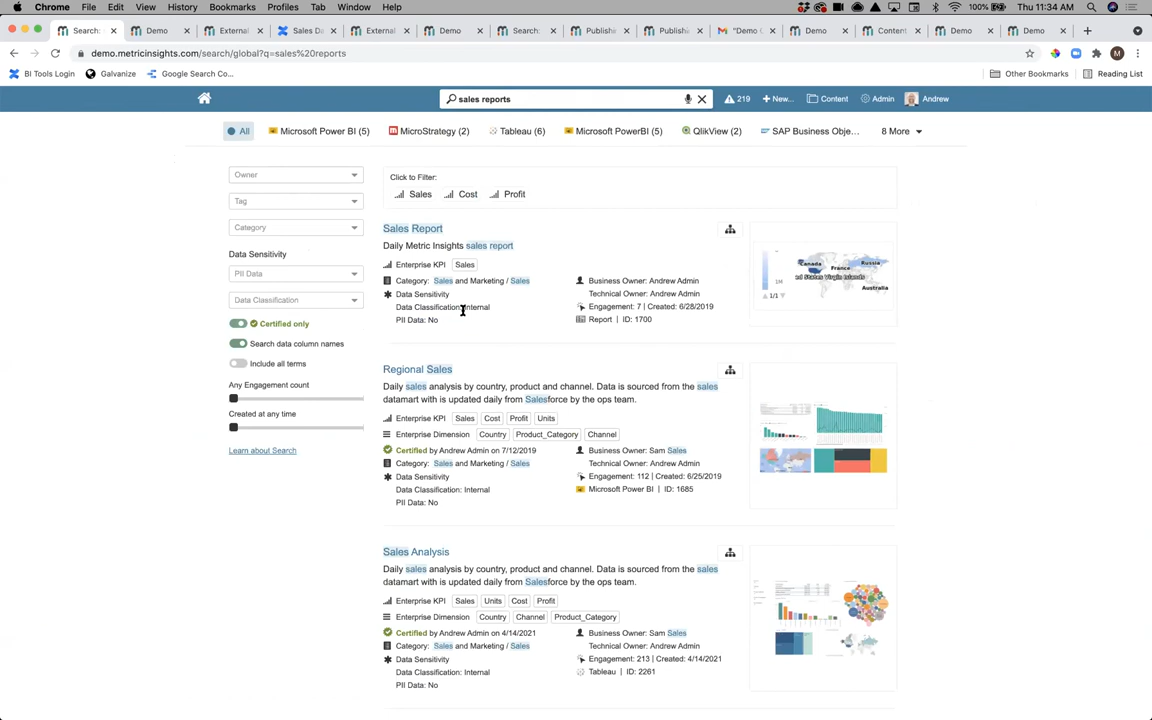 Chrome File Edit View History Bookmarks Profiles Tab Window Help 100% Thu 11:34 AM
Search: Demo External Sales Da External Demo Search: Publishe Publish "Demo C Demo Content Demo Demo
demo.metricinsights.com/search/global?q=sales%20reports
BI Tools Login Galvanize Google Search Co... Other Bookmarks Reading List
sales reports 219 + New... Content Admin Andrew
All Microsoft Power BI (5) MicroStrategy (2) Tableau (6) Microsoft PowerBI (5) QlikView (2) SAP Business Obje... 8 More
Owner
Tag
Category
Data Sensitivity
PII Data
Data Classification
Certified only
Search data column names
Include all terms
Any Engagement count
Created at any time
Learn about Search
Click to Filter:
Sales Cost Profit
Sales Report
Daily Metric Insights sales report
Enterprise KPI Sales
Category: Sales and Marketing / Sales
Data Sensitivity
Data Classification: Internal
PII Data: No
Business Owner: Andrew Admin
Technical Owner: Andrew Admin
Engagement: 7 | Created: 6/28/2019
Report | ID: 1700
Canada
France
Russia
ed States Virgin Islands
Australia
1/1
Regional Sales
Daily sales analysis by country, product and channel. Data is sourced from the sales
datamart with is updated daily from Salesforce by the ops team.
Enterprise KPI Sales Cost Profit Units
Enterprise Dimension Country Product_Category Channel
Certified by Andrew Admin on 7/12/2019
Category: Sales and Marketing / Sales
Data Sensitivity
Data Classification: Internal
PII Data: No
Business Owner: Sam Sales
Technical Owner: Andrew Admin
Engagement: 112 | Created: 6/25/2019
Microsoft Power BI | ID: 1685
Sales Analysis
Daily sales analysis by country, product and channel. Data is sourced from the sales
datamart with is updated daily from Salesforce by the ops team.
Enterprise KPI Sales Units Cost Profit
Enterprise Dimension Country Channel Product_Category
Certified by Andrew Admin on 4/14/2021
Category: Sales and Marketing / Sales
Data Sensitivity
Data Classification: Internal
PII Data: No
Business Owner: Sam Sales
Technical Owner: Andrew Admin
Engagement: 213 | Created: 4/14/2021
Tableau | ID: 2261